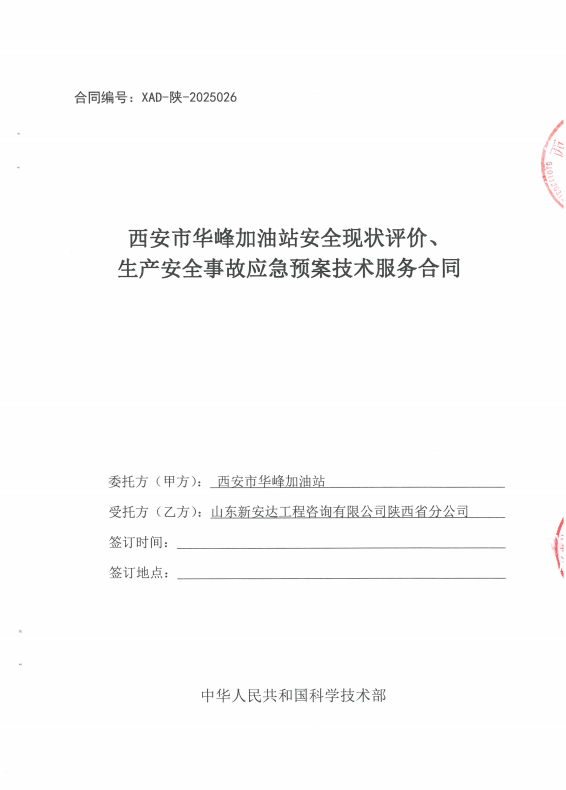 合同编号：XAD-陕-2025026
西安市华峰加油站安全现状评价、
生产安全事故应急预案技术服务合同
委托方（甲方）：西安市华峰加油站
受托方（乙方）：山东新安达工程咨询有限公司陕西省分公司
签订时间：
签订地点：
中华人民共和国科学技术部